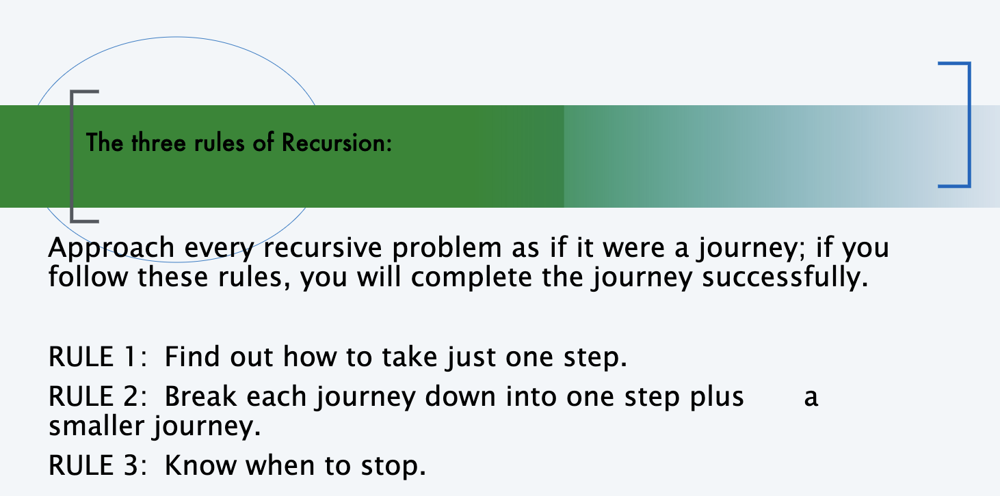 The three rules of Recursion:
Approach every recursive problem as if it were a journey; if you
follow these rules, you will complete the journey successfully.
RULE 1: Find out how to take just one step.
RULE 2: Break each journey down into one step plus a
smaller journey.
RULE 3: Know when to stop.